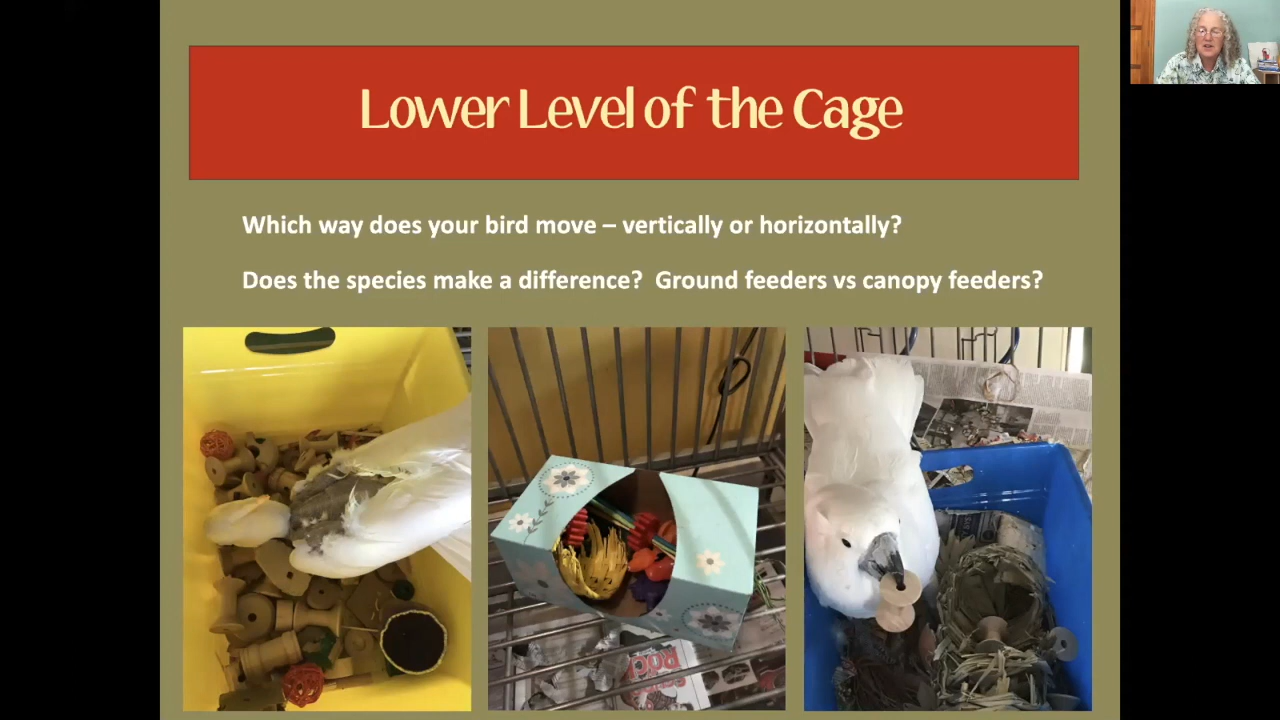 Lower Level of the Cage
Which way does your bird move – vertically or horizontally?
Does the species make a difference?  Ground feeders vs canopy feeders?